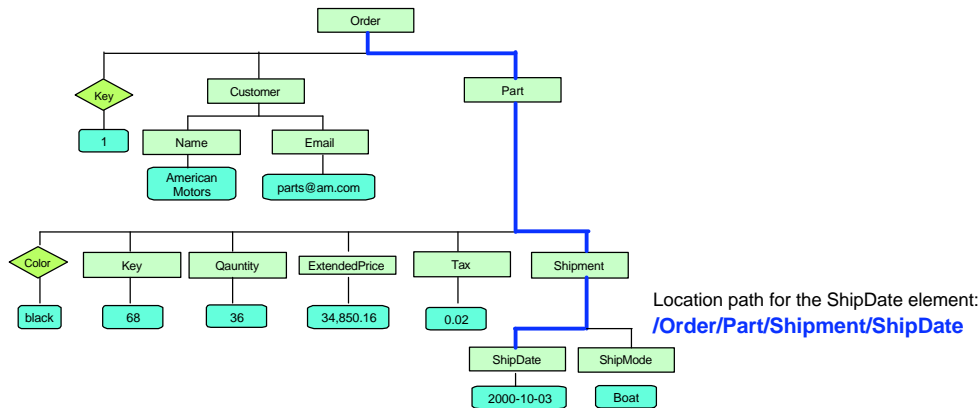 Order
Key
Customer
Part
1
Name
Email
American
Motors
parts@am.com
Color
Key
Qauntity
ExtendedPrice
Tax
Shipment
black
68
36
34,850.16
0.02
Location path for the ShipDate element:
/Order/Part/Shipment/ShipDate
ShipDate
ShipMode
2000-10-03
Boat